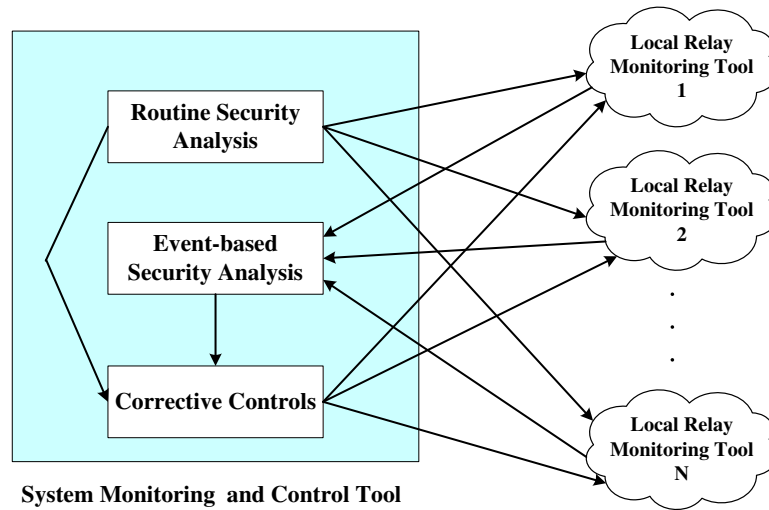 Routine Security
Analysis
Event-based
Security Analysis
Corrective Controls
System Monitoring and Control Tool
Local Relay
Monitoring Tool
1
Local Relay
Monitoring Tool
2
.
.
.
Local Relay
Monitoring Tool
N